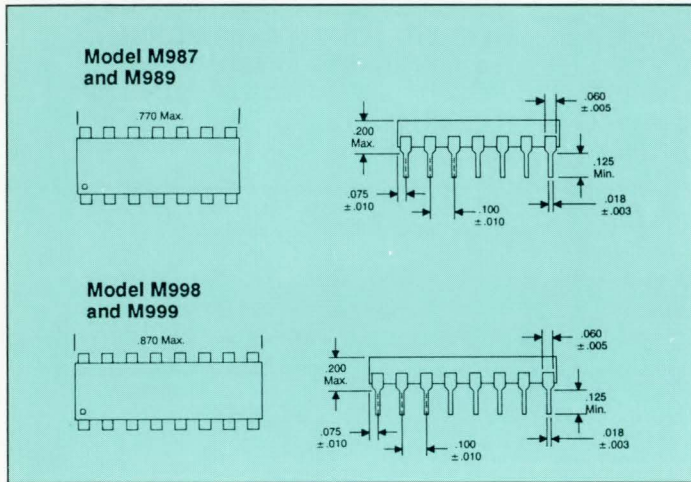 Model M987
and M989
.770 Max.
.200
Max.
.075
±.010
.100
±.010
.060
±.005
.125
Min.
.018
±.003
Model M998
and M999
.870 Max.
.200
Max.
.075
±.010
.100
±.010
.060
±.005
.125
Min.
.018
±.003